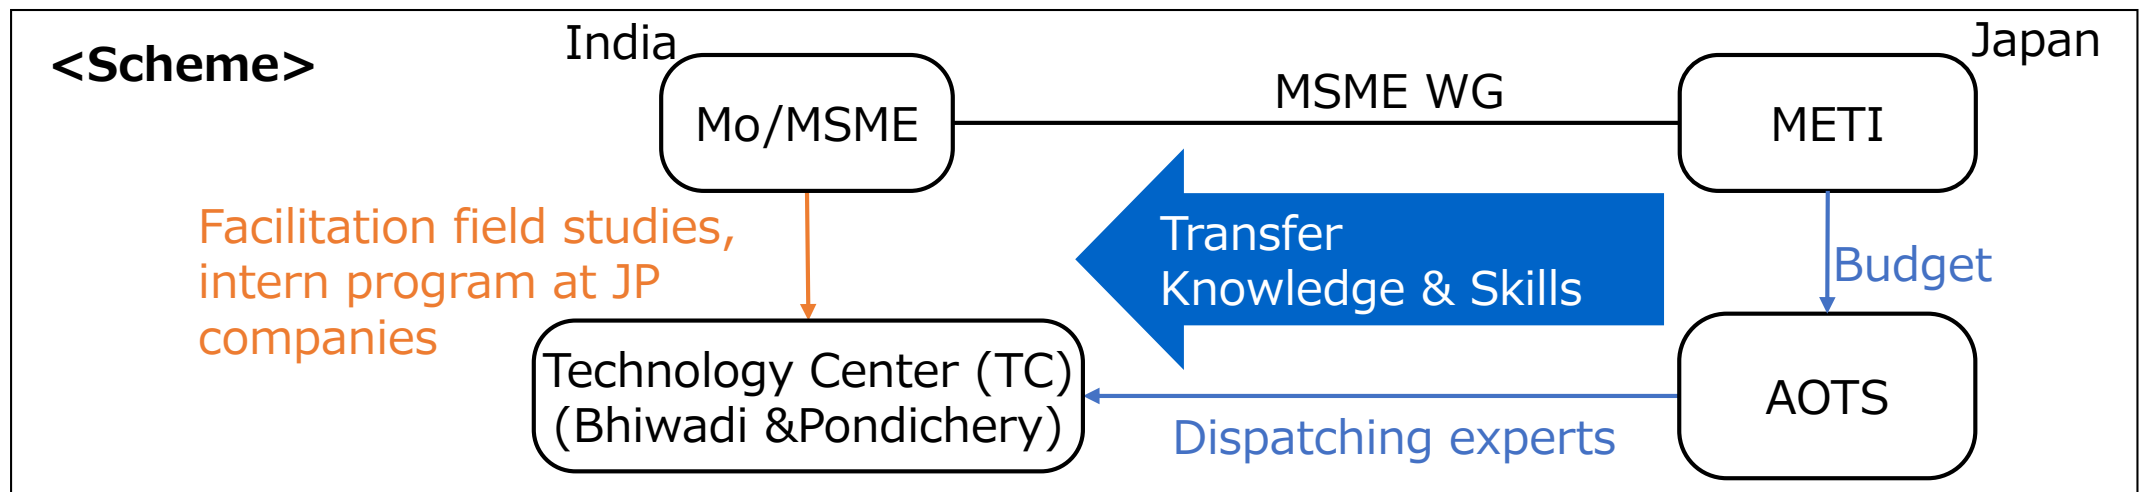 <Scheme>
India
Japan
Mo/MSME
MSME WG
METI
Facilitation field studies,
intern program at JP
companies
Transfer
Knowledge & Skills
Budget
Technology Center (TC)
(Bhiwadi &Pondichery)
Dispatching experts
AOTS